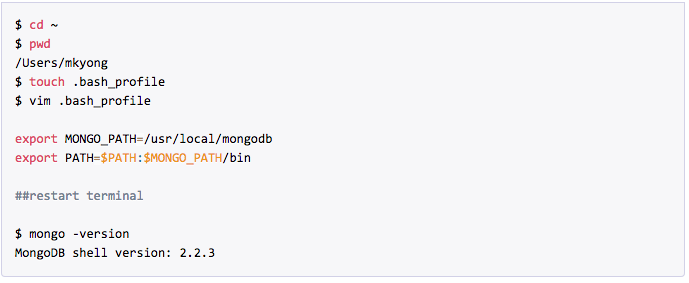 $ cd ~
$ pwd
/Users/mkyong
$ touch .bash_profile
$ vim .bash_profile
export MONGO_PATH=/usr/local/mongodb
export PATH=$PATH:$MONGO_PATH/bin
##restart terminal
$ mongo -version
MongoDB shell version: 2.2.3